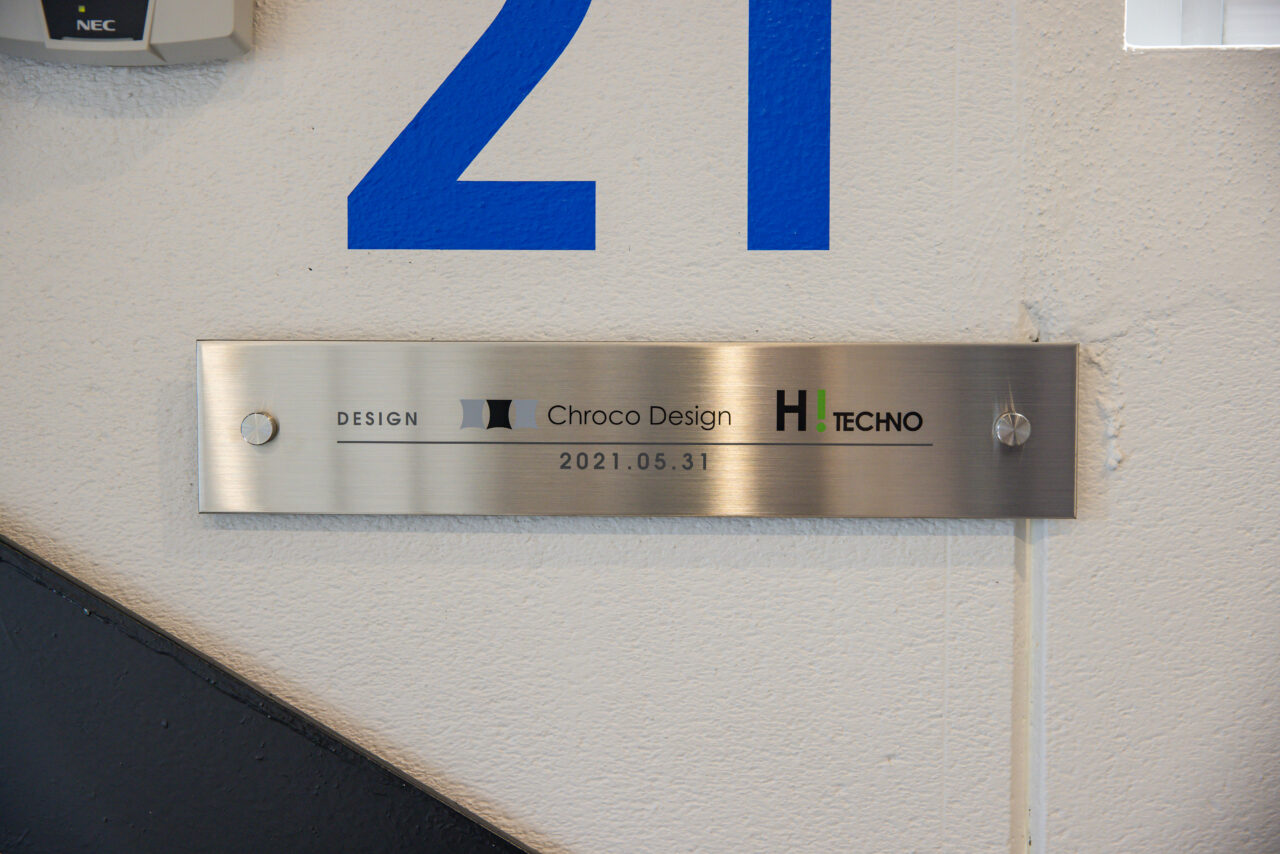 NEC
21
DESIGN Chroco Design H! TECHNO
2021.05.31